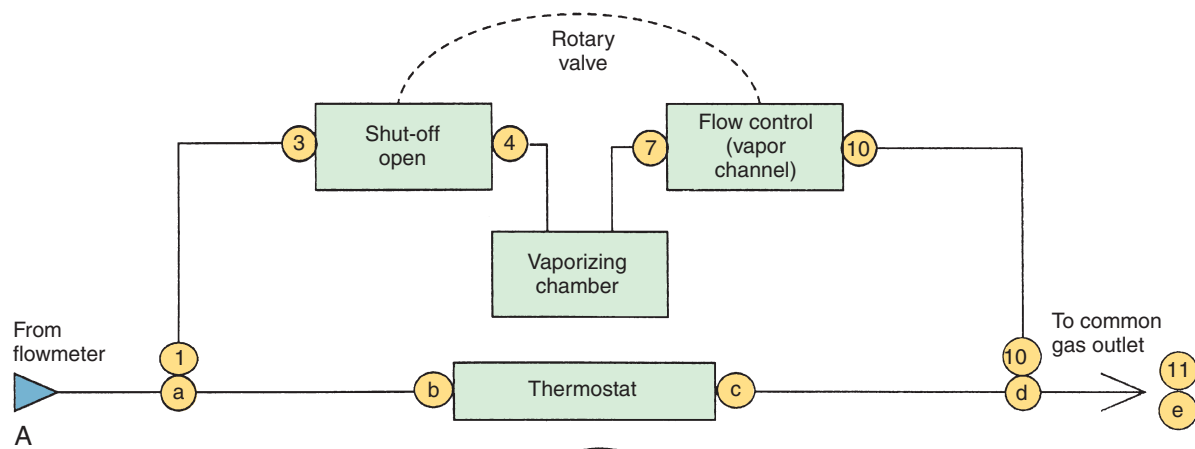 Rotary
valve
3
Shut-off
open
4
7
Flow control
(vapor
channel)
10
Vaporizing
chamber
From
flowmeter
1
a
b
Thermostat
c
10
d
To common
gas outlet
11
e
A